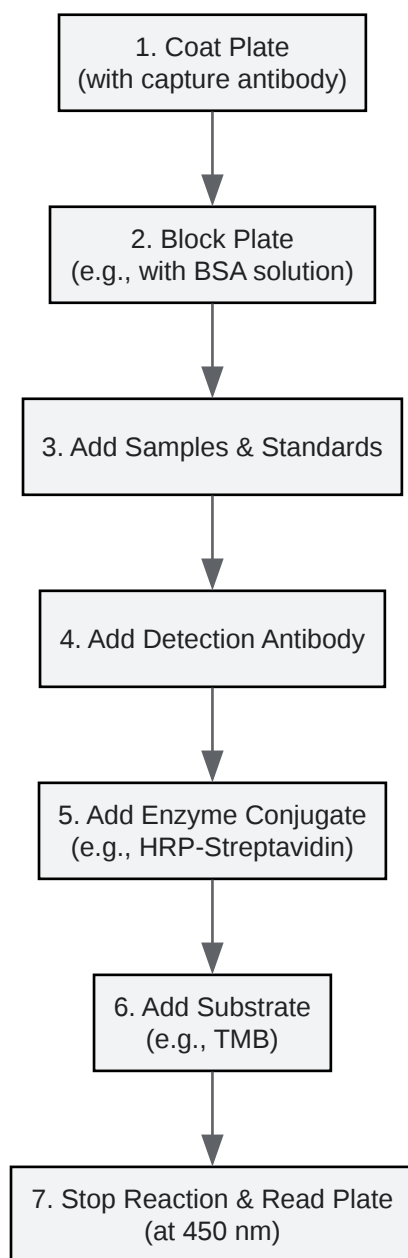 1. Coat Plate
(with capture antibody)
2. Block Plate
(e.g., with BSA solution)
3. Add Samples & Standards
4. Add Detection Antibody
5. Add Enzyme Conjugate
(e.g., HRP-Streptavidin)
6. Add Substrate
(e.g., TMB)
7. Stop Reaction & Read Plate
(at 450 nm)